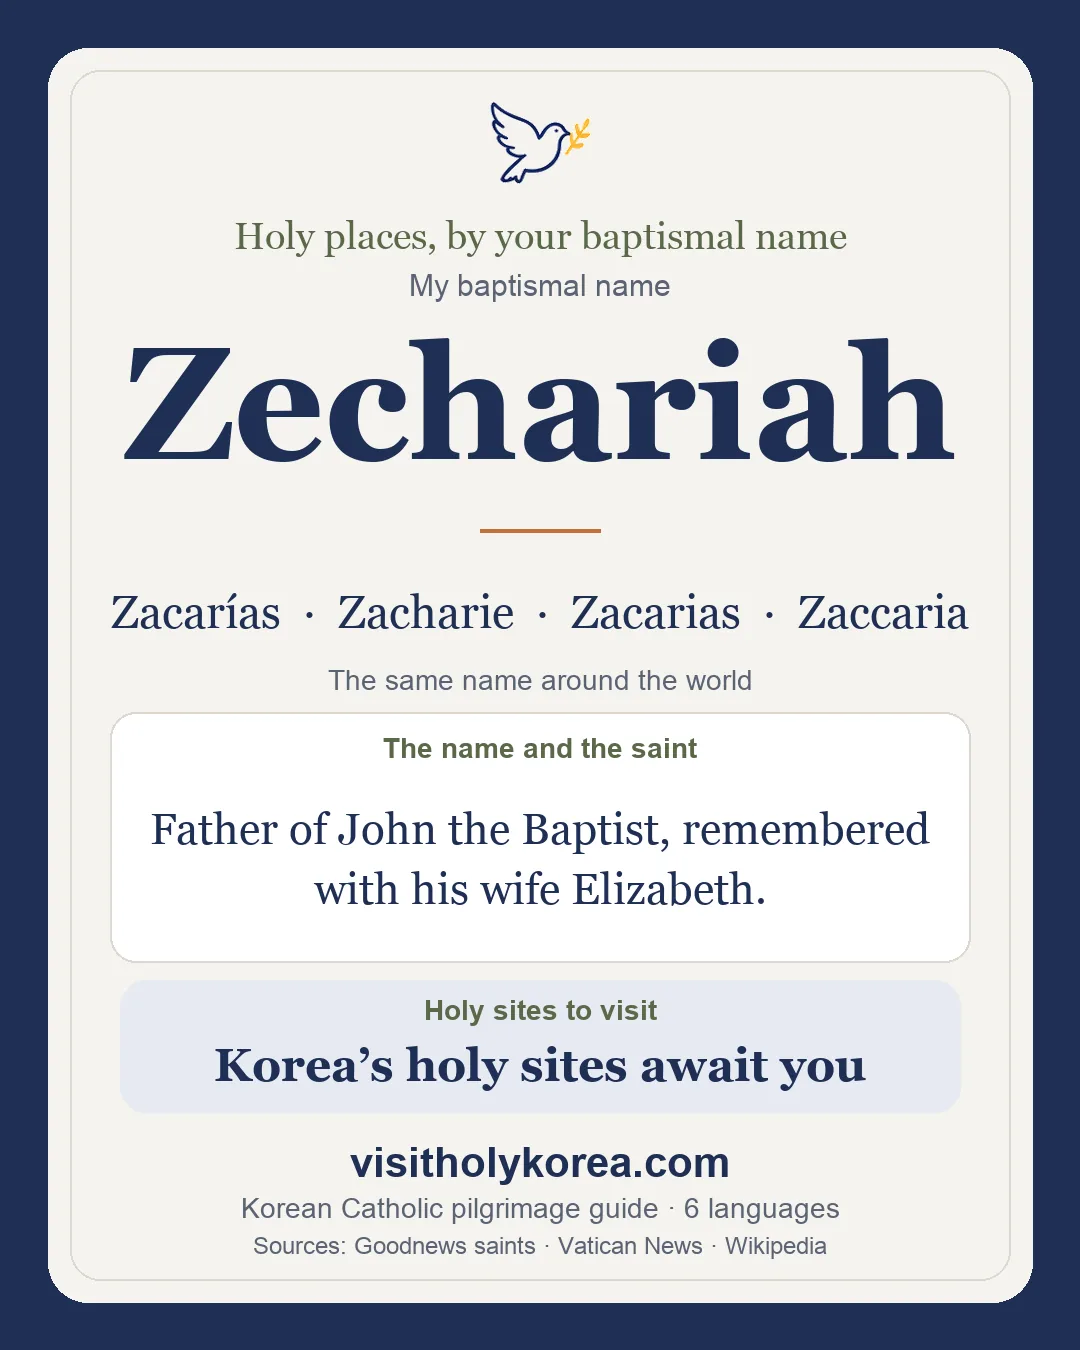 Holy places, by your baptismal name
My baptismal name
Zechariah
Zacarías · Zacharie · Zacarias · Zaccaria
The same name around the world
The name and the saint
Father of John the Baptist, remembered
with his wife Elizabeth.
Holy sites to visit
Korea’s holy sites await you
visitholykorea.com
Korean Catholic pilgrimage guide · 6 languages
Sources: Goodnews saints · Vatican News · Wikipedia